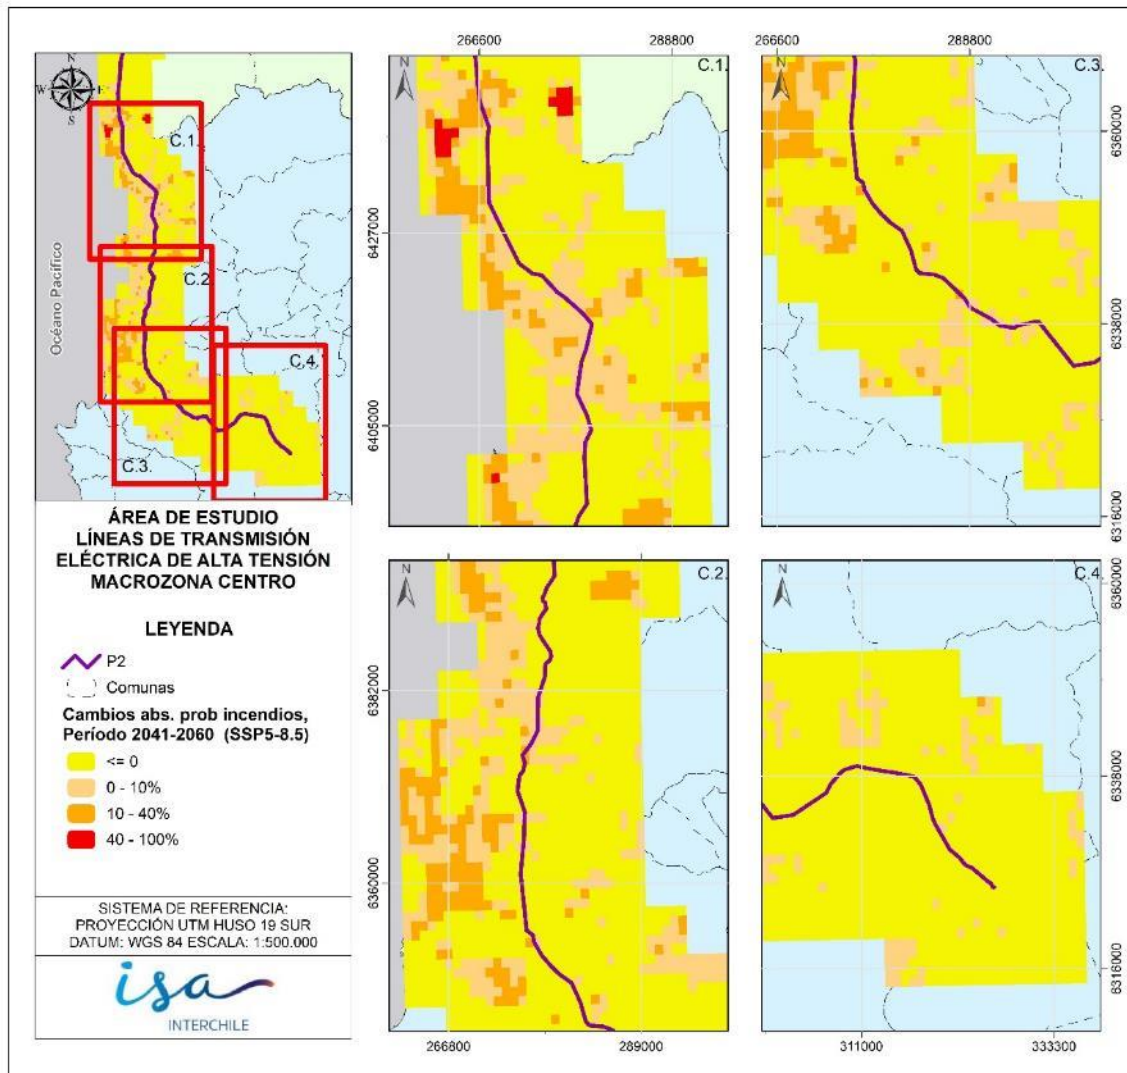 N
W
E
S
C.1.
C.2
C.3.
C.4.
Océano Pacífico
ÁREA DE ESTUDIO
LÍNEAS DE TRANSMISIÓN
ELÉCTRICA DE ALTA TENSIÓN
MACROZONA CENTRO
LEYENDA
P2
Comunas
Cambios abs. prob incendios,
Período 2041-2060 (SSP5-8.5)
<= 0
0 - 10%
10 - 40%
40 - 100%
SISTEMA DE REFERENCIA:
PROYECCIÓN UTM HUSO 19 SUR
DATUM: WGS 84 ESCALA: 1:500.000
isa
INTERCHILE
266600
288800
N
C.1.
6427000
6405000
266600
288800
N
C.3.
6360000
6338000
6316000
N
C.2.
6382000
6360000
266800
289000
N
C.4.
6360000
6338000
6316000
311000
333300